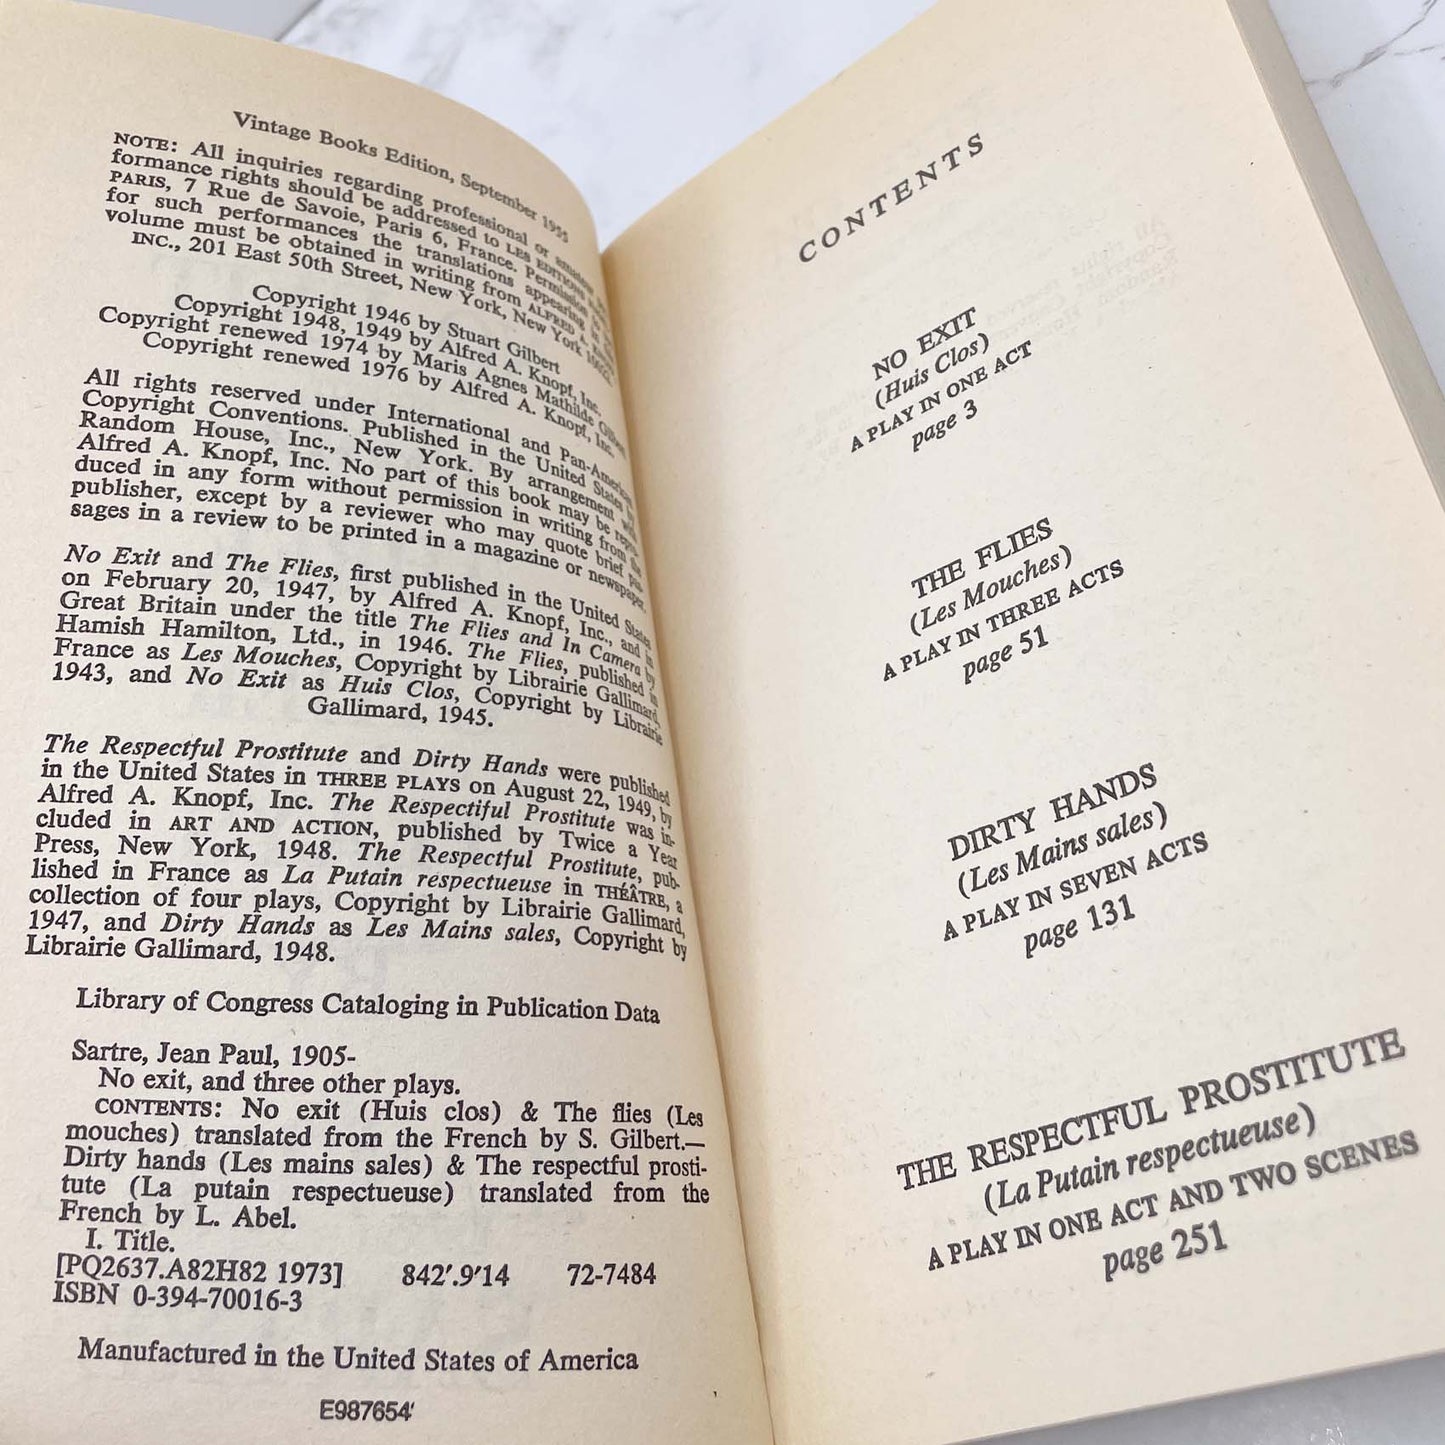 Vintage Books Edition, September 1955
NOTE: All inquiries regarding professional or amateur
formance rights should be addressed to LES EDITIONS
PARIS, 7 Rue de Savoie, Paris 6, France. Permission
for such performances the translations appearing
volume must be obtained in writing from ALFRED A.
INC., 201 East 50th Street, New York, New York
Copyright 1946 by Stuart Gilbert
Copyright 1948, 1949 by Alfred A. Knopf, Inc.
Copyright renewed 1974 by Maris Agnes Mathilde Gilbert
Copyright renewed 1976 by Alfred A. Knopf, Inc.
All rights reserved under International and Pan-American
Copyright Conventions. Published in the United States by
Random House, Inc., New York. By arrangement with
Alfred A. Knopf, Inc. No part of this book may be repro-
duced in any form without permission in writing from the
publisher, except by a reviewer who may quote brief pas-
sages in a review to be printed in a magazine or newspaper.
No Exit and The Flies, first published in the United States
on February 20, 1947, by Alfred A. Knopf, Inc., and in
Great Britain under the title The Flies and In Camera by
Hamish Hamilton, Ltd., in 1946. The Flies, published in
France as Les Mouches, Copyright by Librairie Gallimard,
1943, and No Exit as Huis Clos, Copyright by Librairie
Gallimard, 1945.
The Respectful Prostitute and Dirty Hands were published
in the United States in THREE PLAYS on August 22, 1949, by
Alfred A. Knopf, Inc. The Respectiful Prostitute was in-
cluded in ART AND ACTION, published by Twice a Year
Press, New York, 1948. The Respectful Prostitute, pub-
lished in France as La Putain respectueuse in THÉÂTRE, a
collection of four plays, Copyright by Librairie Gallimard,
1947, and Dirty Hands as Les Mains sales, Copyright by
Librairie Gallimard, 1948.
Library of Congress Cataloging in Publication Data
Sartre, Jean Paul, 1905-
No exit, and three other plays.
CONTENTS: No exit (Huis clos) & The flies (Les
mouches) translated from the French by S. Gilbert.—
Dirty hands (Les mains sales) & The respectful prosti-
tute (La putain respectueuse) translated from the
French by L. Abel.
I. Title.
[PQ2637.A82H82 1973] 842'.9'14 72-7484
ISBN 0-394-70016-3
Manufactured in the United States of America
E987654'
CONTENTS
NO EXIT
(Huis Clos)
A PLAY IN ONE ACT
page 3
THE FLIES
(Les Mouches)
A PLAY IN THREE ACTS
page 51
DIRTY HANDS
(Les Mains sales)
A PLAY IN SEVEN ACTS
page 131
THE RESPECTFUL PROSTITUTE
(La Putain respectueuse)
A PLAY IN ONE ACT AND TWO SCENES
page 251